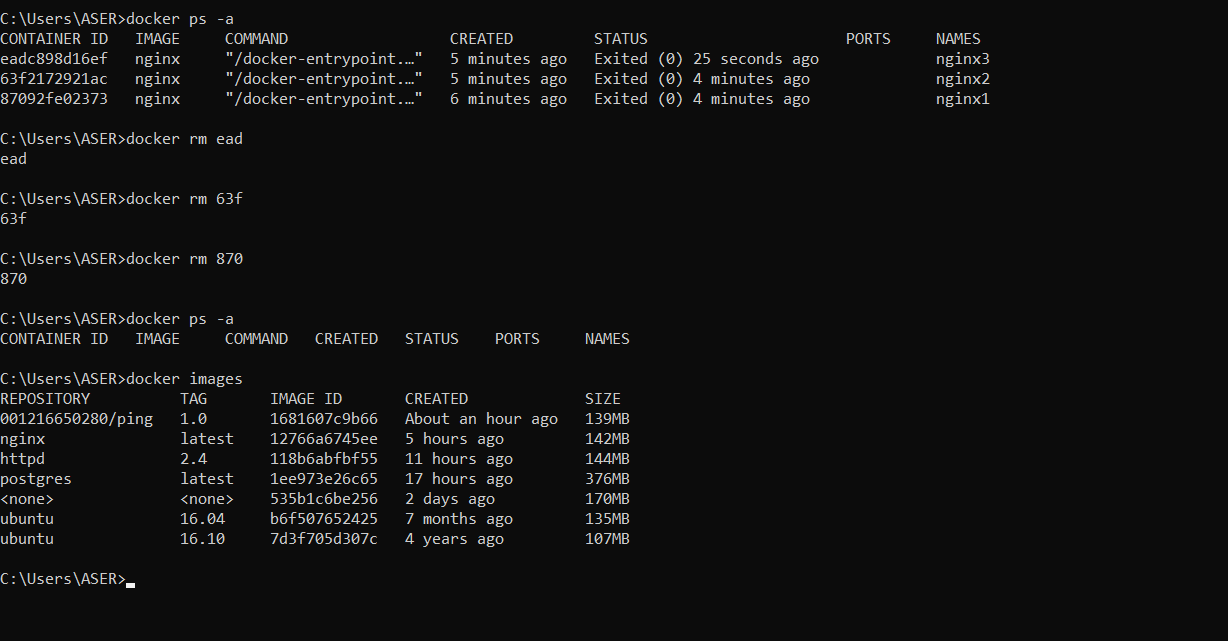 C:\Users\ASER>docker ps -a
CONTAINER ID   IMAGE     COMMAND                  CREATED         STATUS                      PORTS     NAMES
eadc898d16ef   nginx     "/docker-entrypoint.…"   5 minutes ago   Exited (0) 25 seconds ago             nginx3
63f2172921ac   nginx     "/docker-entrypoint.…"   5 minutes ago   Exited (0) 4 minutes ago              nginx2
87092fe02373   nginx     "/docker-entrypoint.…"   6 minutes ago   Exited (0) 4 minutes ago              nginx1
C:\Users\ASER>docker rm ead
ead
C:\Users\ASER>docker rm 63f
63f
C:\Users\ASER>docker rm 870
870
C:\Users\ASER>docker ps -a
CONTAINER ID   IMAGE     COMMAND   CREATED   STATUS    PORTS     NAMES
C:\Users\ASER>docker images
REPOSITORY          TAG       IMAGE ID       CREATED             SIZE
001216650280/ping   1.0       1681607c9b66   About an hour ago   139MB
nginx               latest    12766a6745ee   5 hours ago         142MB
httpd               2.4       118b6abfbf55   11 hours ago        144MB
postgres            latest    1ee973e26c65   17 hours ago        376MB
<none>              <none>    535b1c6be256   2 days ago          170MB
ubuntu              16.04     b6f507652425   7 months ago        135MB
ubuntu              16.10     7d3f705d307c   4 years ago         107MB
C:\Users\ASER>